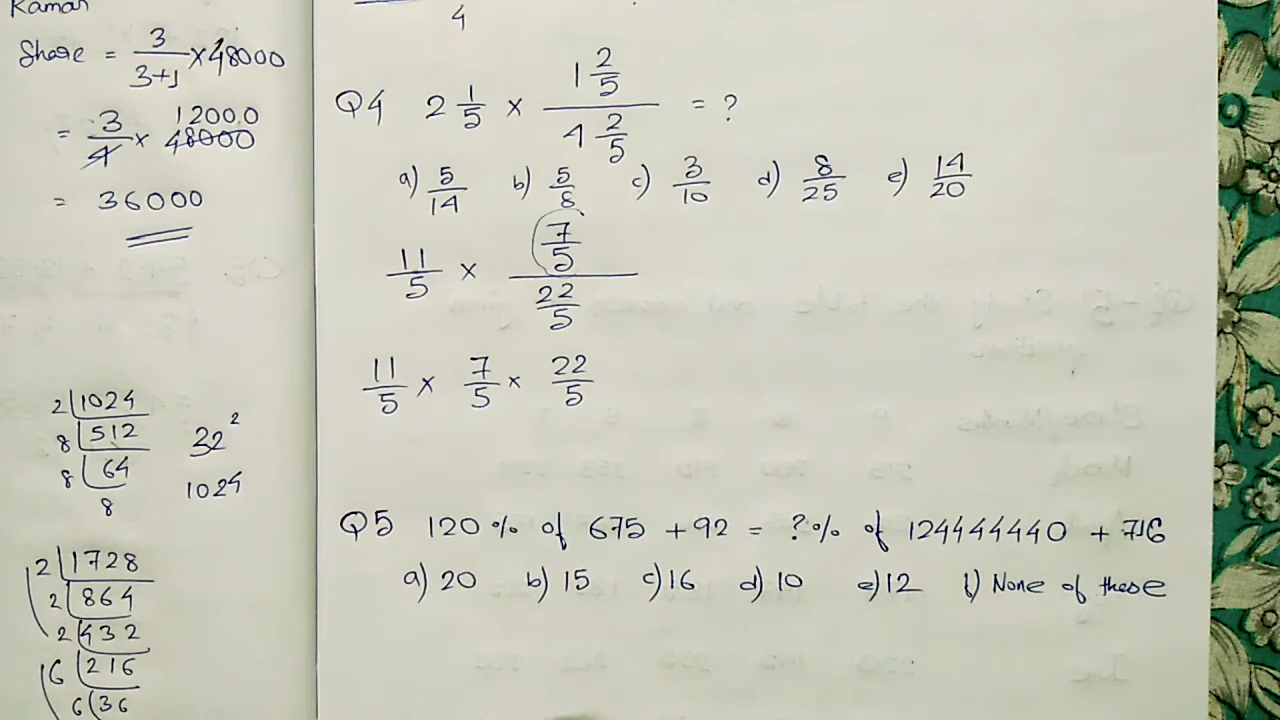 Kamar
Share = 3/(3+1) × 48000
= 3/4 × 48000 12000
= 36000
2 | 1024
8 | 512
8 | 64
8
32²
1024
2 | 1728
2 | 864
2 | 432
6 | 216
6 | 36
4
Q4 2 1/5 × (1 2/5)/(4 2/5) = ?
a) 5/14 b) 5/8 c) 3/10 d) 8/25 e) 14/20
11/5 × (7/5)/(22/5)
11/5 × 7/5 × 22/5
Q5 120 % of 675 + 92 = ?% of 124444440 + 716
a) 20 b) 15 c) 16 d) 10 e) 12 f) None of these